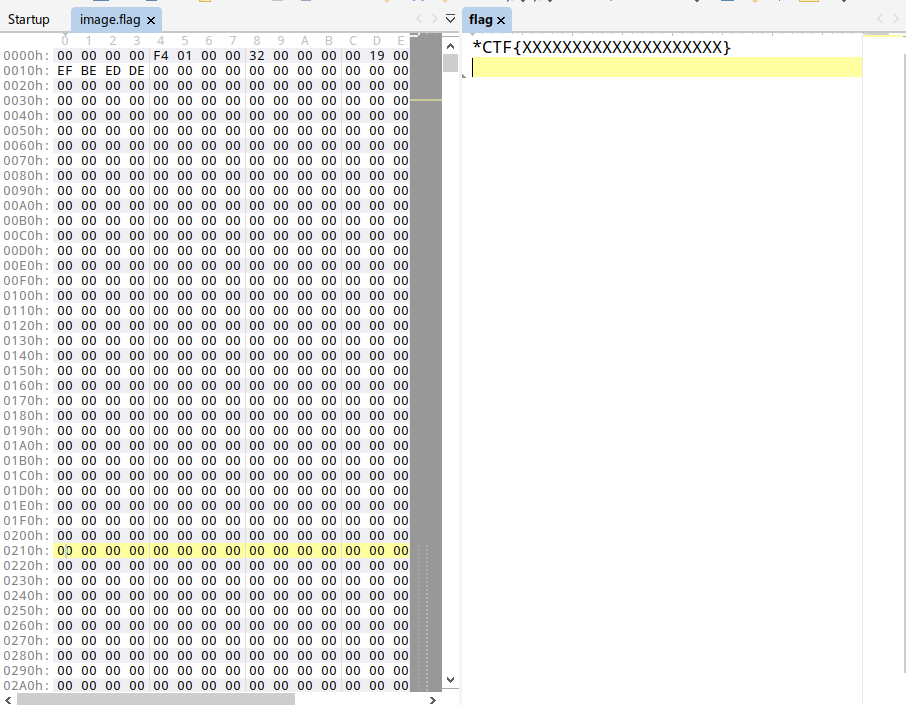 Startup
image.flag ×
flag ×
0 1 2 3 4 5 6 7 8 9 A B C D E
0000h: 00 00 00 00 F4 01 00 00 32 00 00 00 00 19 00
0010h: EF BE ED DE 00 00 00 00 00 00 00 00 00 00 00
0020h: 00 00 00 00 00 00 00 00 00 00 00 00 00 00 00
0030h: 00 00 00 00 00 00 00 00 00 00 00 00 00 00 00
0040h: 00 00 00 00 00 00 00 00 00 00 00 00 00 00 00
0050h: 00 00 00 00 00 00 00 00 00 00 00 00 00 00 00
0060h: 00 00 00 00 00 00 00 00 00 00 00 00 00 00 00
0070h: 00 00 00 00 00 00 00 00 00 00 00 00 00 00 00
0080h: 00 00 00 00 00 00 00 00 00 00 00 00 00 00 00
0090h: 00 00 00 00 00 00 00 00 00 00 00 00 00 00 00
00A0h: 00 00 00 00 00 00 00 00 00 00 00 00 00 00 00
00B0h: 00 00 00 00 00 00 00 00 00 00 00 00 00 00 00
00C0h: 00 00 00 00 00 00 00 00 00 00 00 00 00 00 00
00D0h: 00 00 00 00 00 00 00 00 00 00 00 00 00 00 00
00E0h: 00 00 00 00 00 00 00 00 00 00 00 00 00 00 00
00F0h: 00 00 00 00 00 00 00 00 00 00 00 00 00 00 00
0100h: 00 00 00 00 00 00 00 00 00 00 00 00 00 00 00
0110h: 00 00 00 00 00 00 00 00 00 00 00 00 00 00 00
0120h: 00 00 00 00 00 00 00 00 00 00 00 00 00 00 00
0130h: 00 00 00 00 00 00 00 00 00 00 00 00 00 00 00
0140h: 00 00 00 00 00 00 00 00 00 00 00 00 00 00 00
0150h: 00 00 00 00 00 00 00 00 00 00 00 00 00 00 00
0160h: 00 00 00 00 00 00 00 00 00 00 00 00 00 00 00
0170h: 00 00 00 00 00 00 00 00 00 00 00 00 00 00 00
0180h: 00 00 00 00 00 00 00 00 00 00 00 00 00 00 00
0190h: 00 00 00 00 00 00 00 00 00 00 00 00 00 00 00
01A0h: 00 00 00 00 00 00 00 00 00 00 00 00 00 00 00
01B0h: 00 00 00 00 00 00 00 00 00 00 00 00 00 00 00
01C0h: 00 00 00 00 00 00 00 00 00 00 00 00 00 00 00
01D0h: 00 00 00 00 00 00 00 00 00 00 00 00 00 00 00
01E0h: 00 00 00 00 00 00 00 00 00 00 00 00 00 00 00
01F0h: 00 00 00 00 00 00 00 00 00 00 00 00 00 00 00
0200h: 00 00 00 00 00 00 00 00 00 00 00 00 00 00 00
0210h: 00 00 00 00 00 00 00 00 00 00 00 00 00 00 00
0220h: 00 00 00 00 00 00 00 00 00 00 00 00 00 00 00
0230h: 00 00 00 00 00 00 00 00 00 00 00 00 00 00 00
0240h: 00 00 00 00 00 00 00 00 00 00 00 00 00 00 00
0250h: 00 00 00 00 00 00 00 00 00 00 00 00 00 00 00
0260h: 00 00 00 00 00 00 00 00 00 00 00 00 00 00 00
0270h: 00 00 00 00 00 00 00 00 00 00 00 00 00 00 00
0280h: 00 00 00 00 00 00 00 00 00 00 00 00 00 00 00
0290h: 00 00 00 00 00 00 00 00 00 00 00 00 00 00 00
02A0h: 00 00 00 00 00 00 00 00 00 00 00 00 00 00 00
*CTF{XXXXXXXXXXXXXXXXXXXX}